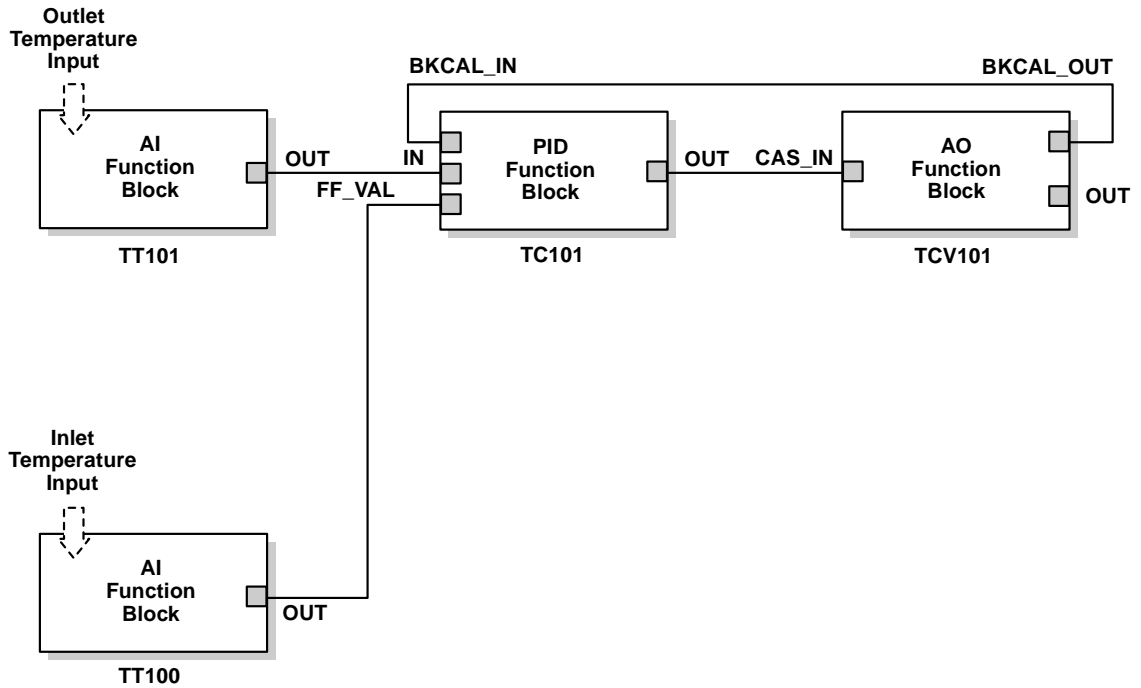 Outlet
Temperature
Input
BKCAL_IN
BKCAL_OUT
AI
Function
Block
OUT
IN
FF_VAL
PID
Function
Block
OUT
CAS_IN
AO
Function
Block
OUT
TT101
TC101
TCV101
Inlet
Temperature
Input
AI
Function
Block
OUT
TT100